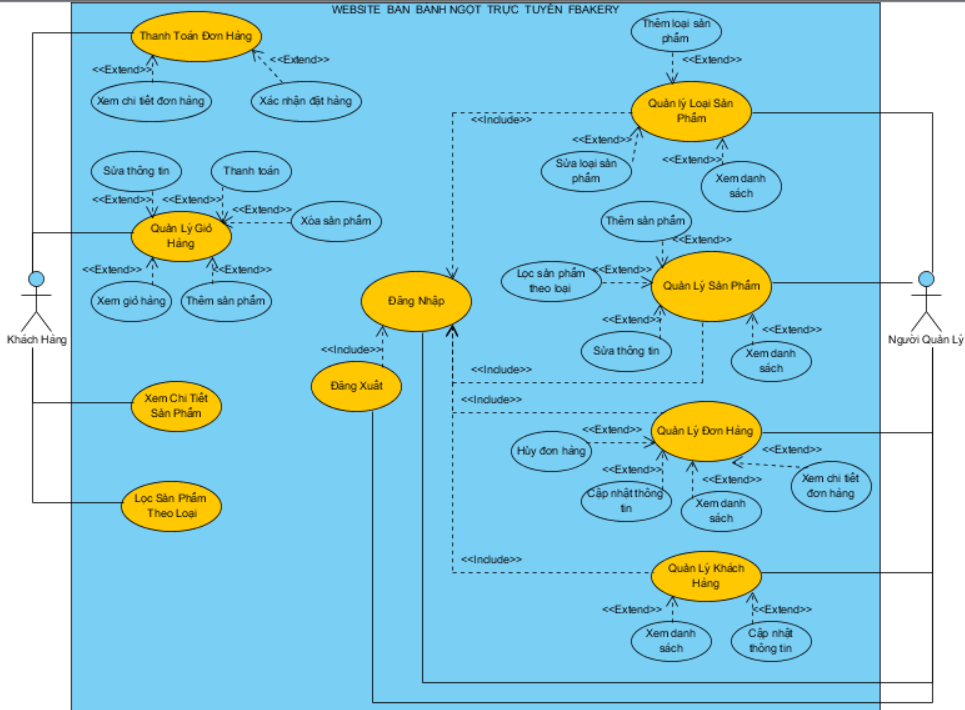 WEBSITE BÁN BÁNH NGỌT TRỰC TUYẾN FBAKERY
Thanh Toán Đơn Hàng
<<Extend>>
<<Extend>>
Xem chi tiết đơn hàng
Xác nhận đặt hàng
Sửa thông tin
Thanh toán
<<Extend>>
<<Extend>>
<<Extend>>
Xóa sản phẩm
Quản Lý Giỏ
Hàng
<<Extend>>
<<Extend>>
Xem giỏ hàng
Thêm sản phẩm
Khách Hàng
Xem Chi Tiết
Sản Phẩm
Lọc Sản Phẩm
Theo Loại
Đăng Nhập
<<Include>>
Đăng Xuất
Thêm loại sản
phẩm
<<Extend>>
Quản lý Loại Sản
Phẩm
<<Include>>
<<Extend>>
<<Extend>>
Sửa loại sản
phẩm
Xem danh
sách
Thêm sản phẩm
<<Extend>>
Lọc sản phẩm
theo loại
<<Extend>>
Quản Lý Sản Phẩm
<<Extend>>
<<Extend>>
Sửa thông tin
Xem danh
sách
<<Include>>
<<Include>>
Quản Lý Đơn Hàng
<<Extend>>
Hủy đơn hàng
<<Extend>>
<<Extend>>
<<Extend>>
Cập nhật thông
tin
Xem danh
sách
Xem chi tiết
đơn hàng
<<Include>>
Quản Lý Khách
Hàng
<<Extend>>
<<Extend>>
Xem danh
sách
Cập nhật
thông tin
Người Quản Lý